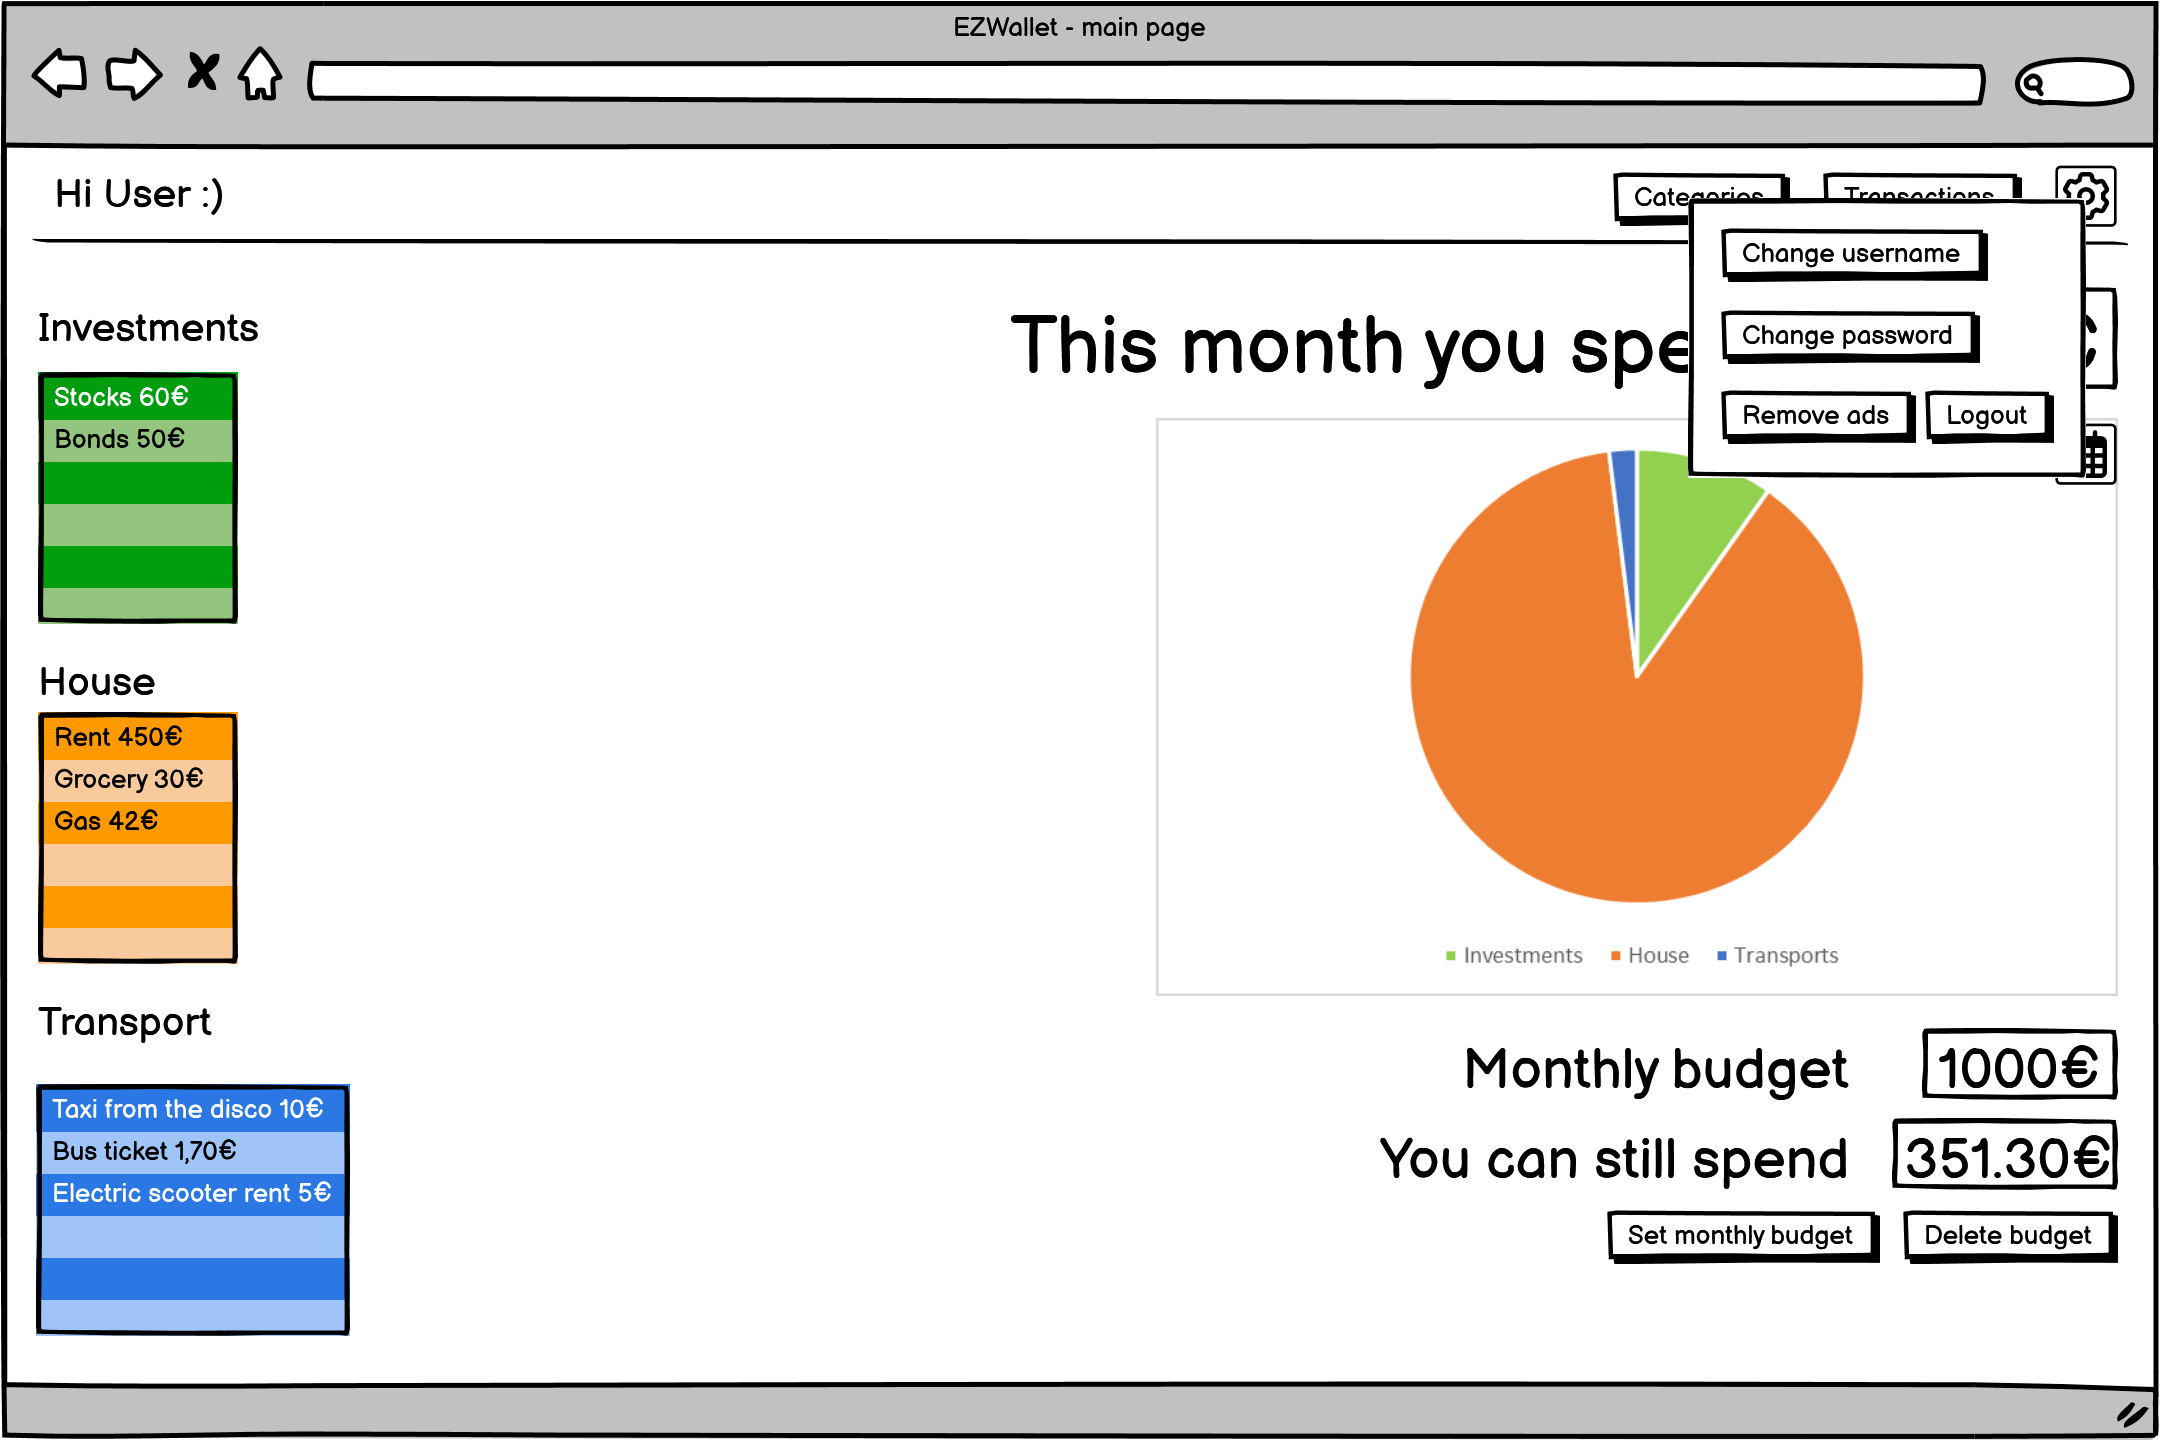 EZWallet - main page
Hi User :)
Categories
Transactions
Change username
Change password
Remove ads
Logout
This month you
Investments
Stocks 60€
Bonds 50€
House
Rent 450€
Grocery 30€
Gas 42€
Transport
Taxi from the disco 10€
Bus ticket 1,70€
Electric scooter rent 5€
Investments
House
Transports
Monthly budget
1000€
You can still spend
351.30€
Set monthly budget
Delete budget